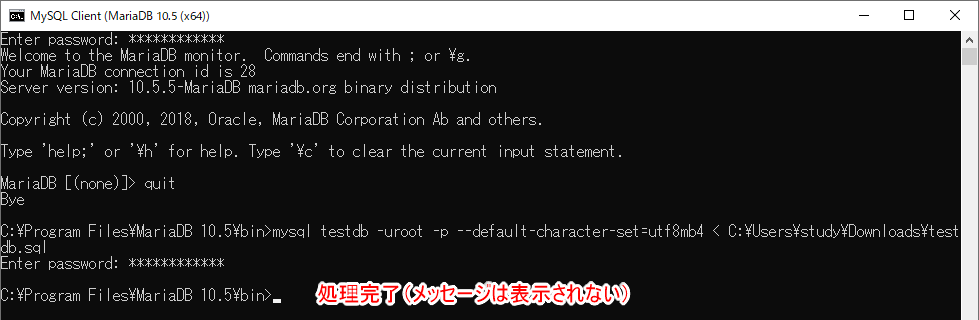 MySQL Client (MariaDB 10.5 (x64))
Enter password: ************
Welcome to the MariaDB monitor.  Commands end with ; or ¥g.
Your MariaDB connection id is 28
Server version: 10.5.5-MariaDB mariadb.org binary distribution
Copyright (c) 2000, 2018, Oracle, MariaDB Corporation Ab and others.
Type 'help;' or '¥h' for help. Type '¥c' to clear the current input statement.
MariaDB [(none)]> quit
Bye
C:¥Program Files¥MariaDB 10.5¥bin>mysql testdb -uroot -p --default-character-set=utf8mb4 < C:¥Users¥study¥Downloads¥test
db.sql
Enter password: ************
C:¥Program Files¥MariaDB 10.5¥bin>
処理完了(メッセージは表示されない)